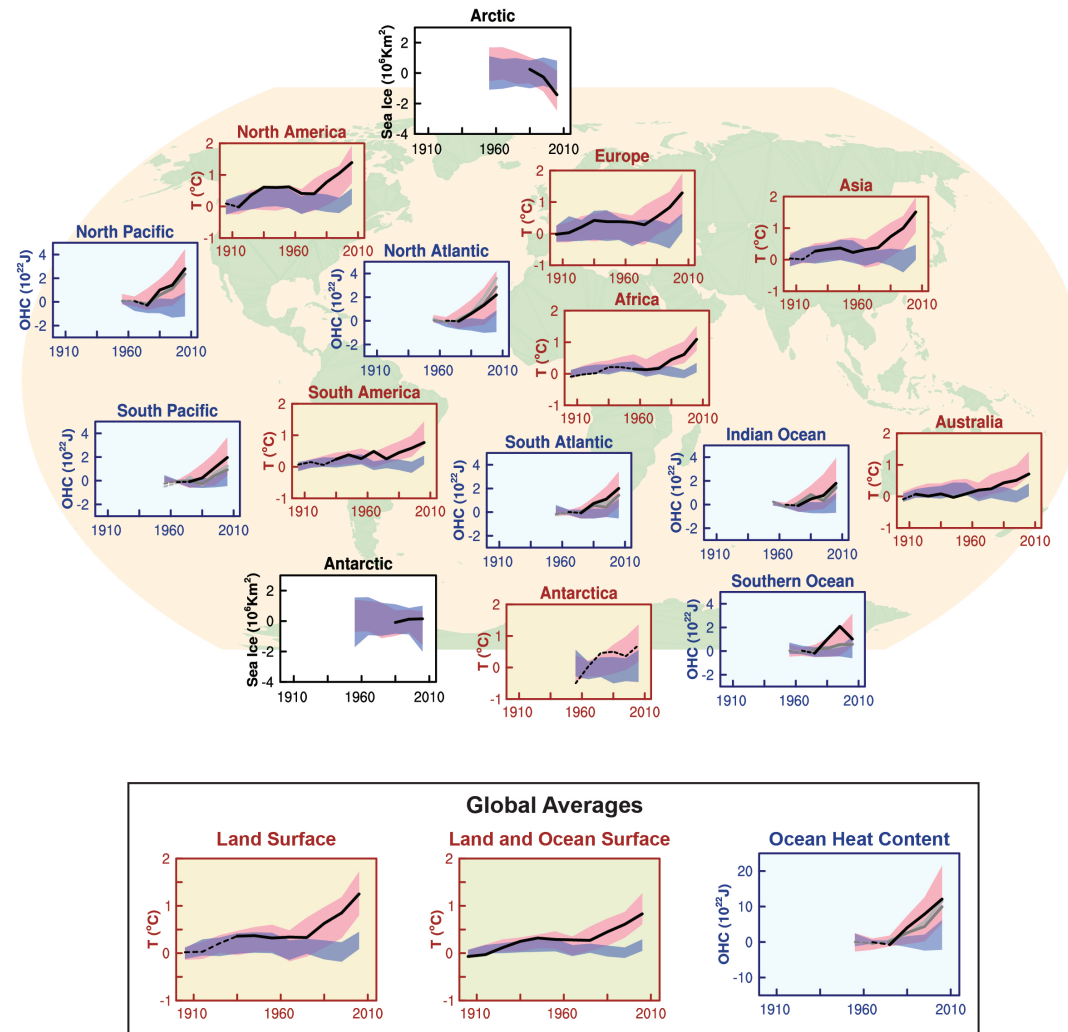 Arctic
Sea Ice (10⁶Km²)
2
0
-2
-4
1910 1960 2010
North America
T (°C)
2
1
0
-1
1910 1960 2010
Europe
T (°C)
2
1
0
-1
1910 1960 2010
Asia
T (°C)
2
1
0
-1
1910 1960 2010
North Pacific
OHC (10²²J)
4
2
0
-2
1910 1960 2010
North Atlantic
OHC (10²²J)
4
2
0
-2
1910 1960 2010
Africa
T (°C)
2
1
0
-1
1910 1960 2010
South America
T (°C)
2
1
0
-1
1910 1960 2010
South Pacific
OHC (10²²J)
4
2
0
-2
1910 1960 2010
South Atlantic
OHC (10²²J)
4
2
0
-2
1910 1960 2010
Indian Ocean
OHC (10²²J)
4
2
0
-2
1910 1960 2010
Australia
T (°C)
2
1
0
-1
1910 1960 2010
Antarctic
Sea Ice (10⁶Km²)
2
0
-2
-4
1910 1960 2010
Antarctica
T (°C)
2
1
0
-1
1910 1960 2010
Southern Ocean
OHC (10²²J)
4
2
0
-2
1910 1960 2010
Global Averages
Land Surface
T (°C)
2
1
0
-1
1910 1960 2010
Land and Ocean Surface
T (°C)
2
1
0
-1
1910 1960 2010
Ocean Heat Content
OHC (10²²J)
20
10
0
-10
1910 1960 2010